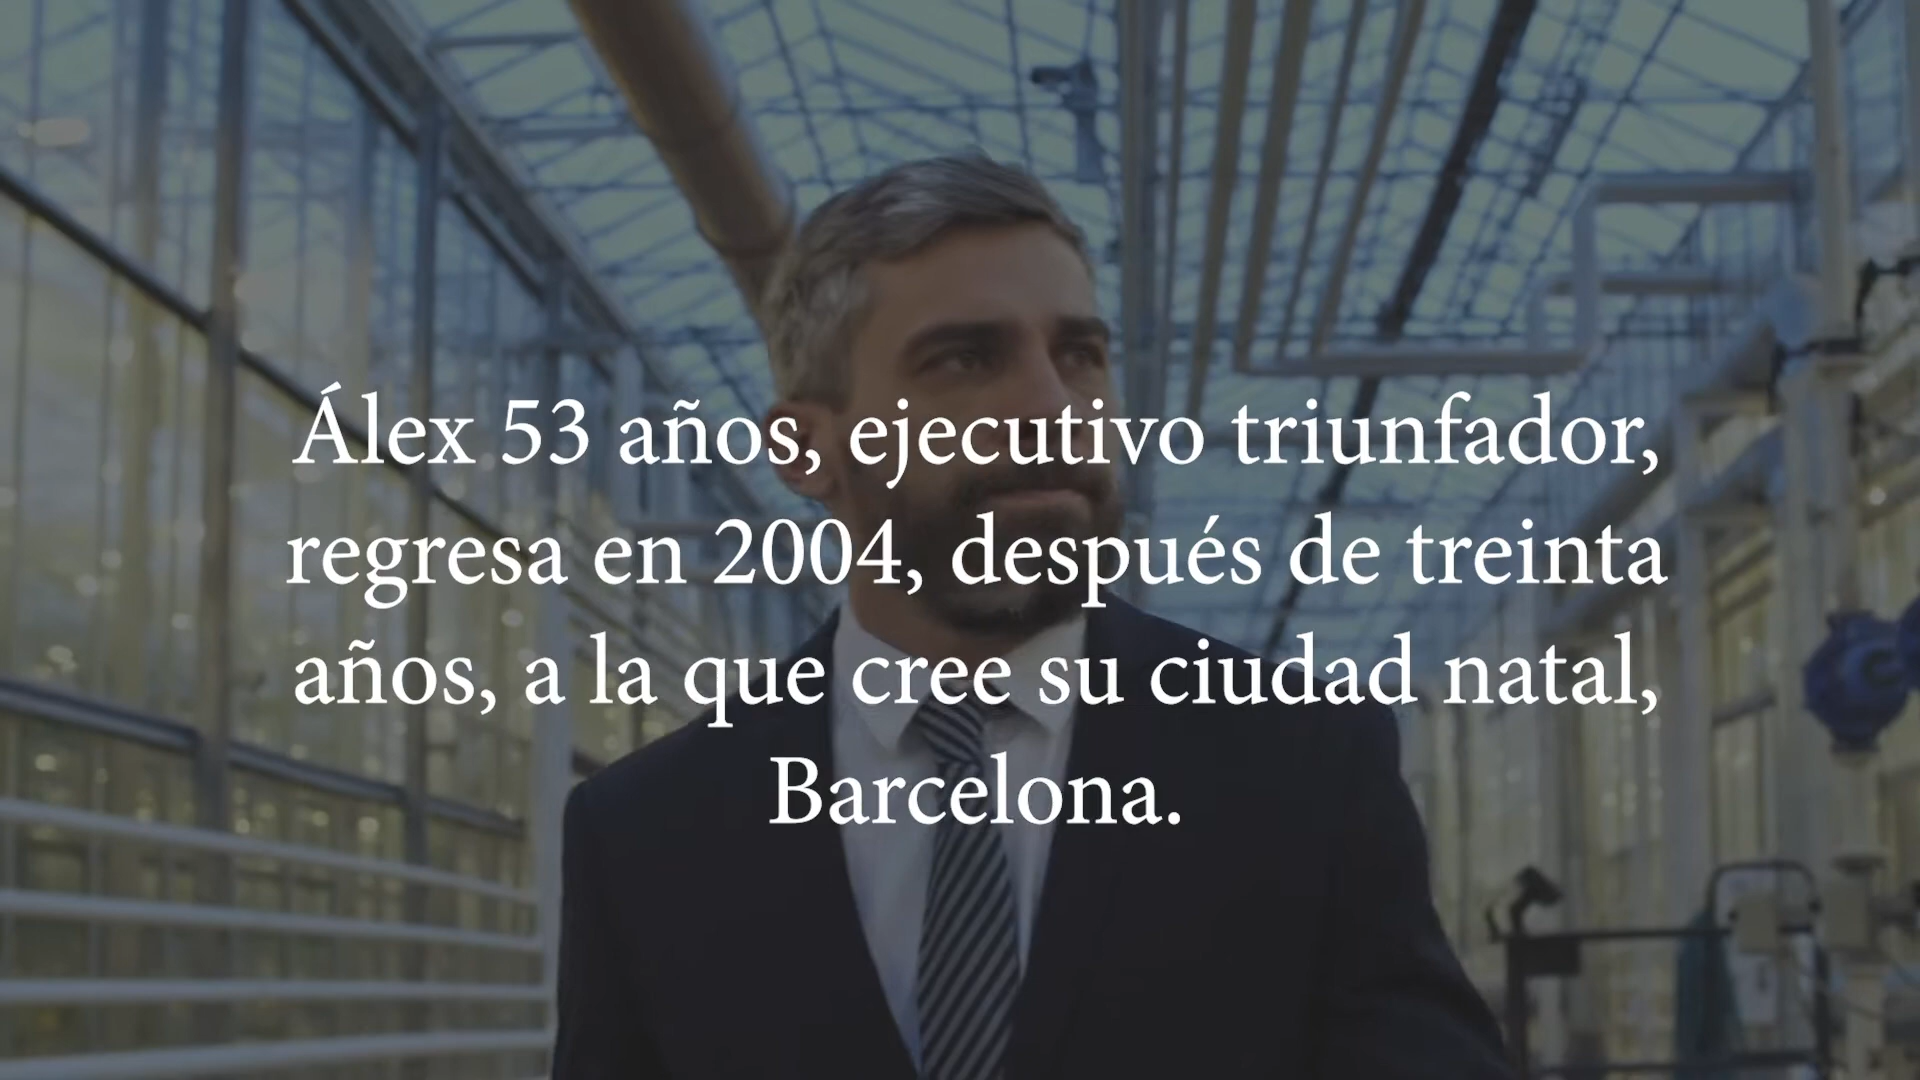 Álex 53 años, ejecutivo triunfador,
regresa en 2004, después de treinta
años, a la que cree su ciudad natal,
Barcelona.